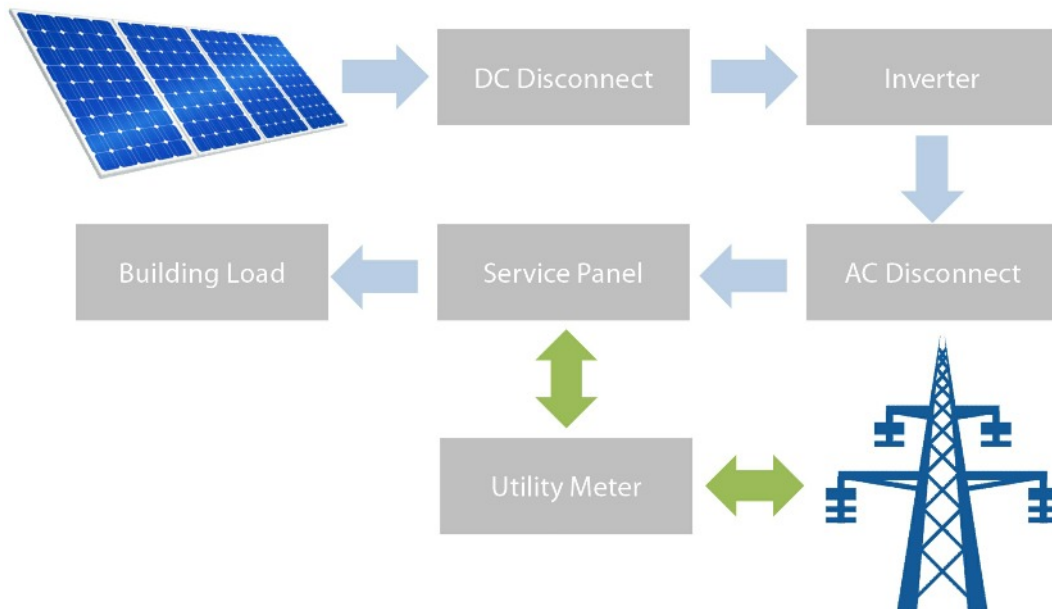 DC Disconnect
Inverter
Building Load
Service Panel
AC Disconnect
Utility Meter